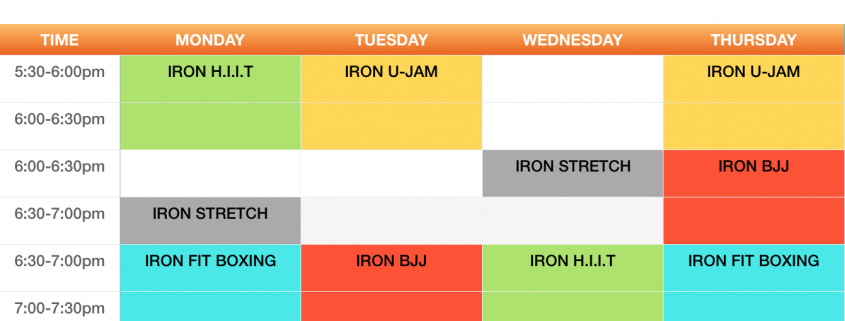 TIME MONDAY TUESDAY WEDNESDAY THURSDAY
5:30-6:00pm IRON H.I.I.T IRON U-JAM IRON U-JAM
6:00-6:30pm
6:00-6:30pm IRON STRETCH IRON BJJ
6:30-7:00pm IRON STRETCH
6:30-7:00pm IRON FIT BOXING IRON BJJ IRON H.I.I.T IRON FIT BOXING
7:00-7:30pm